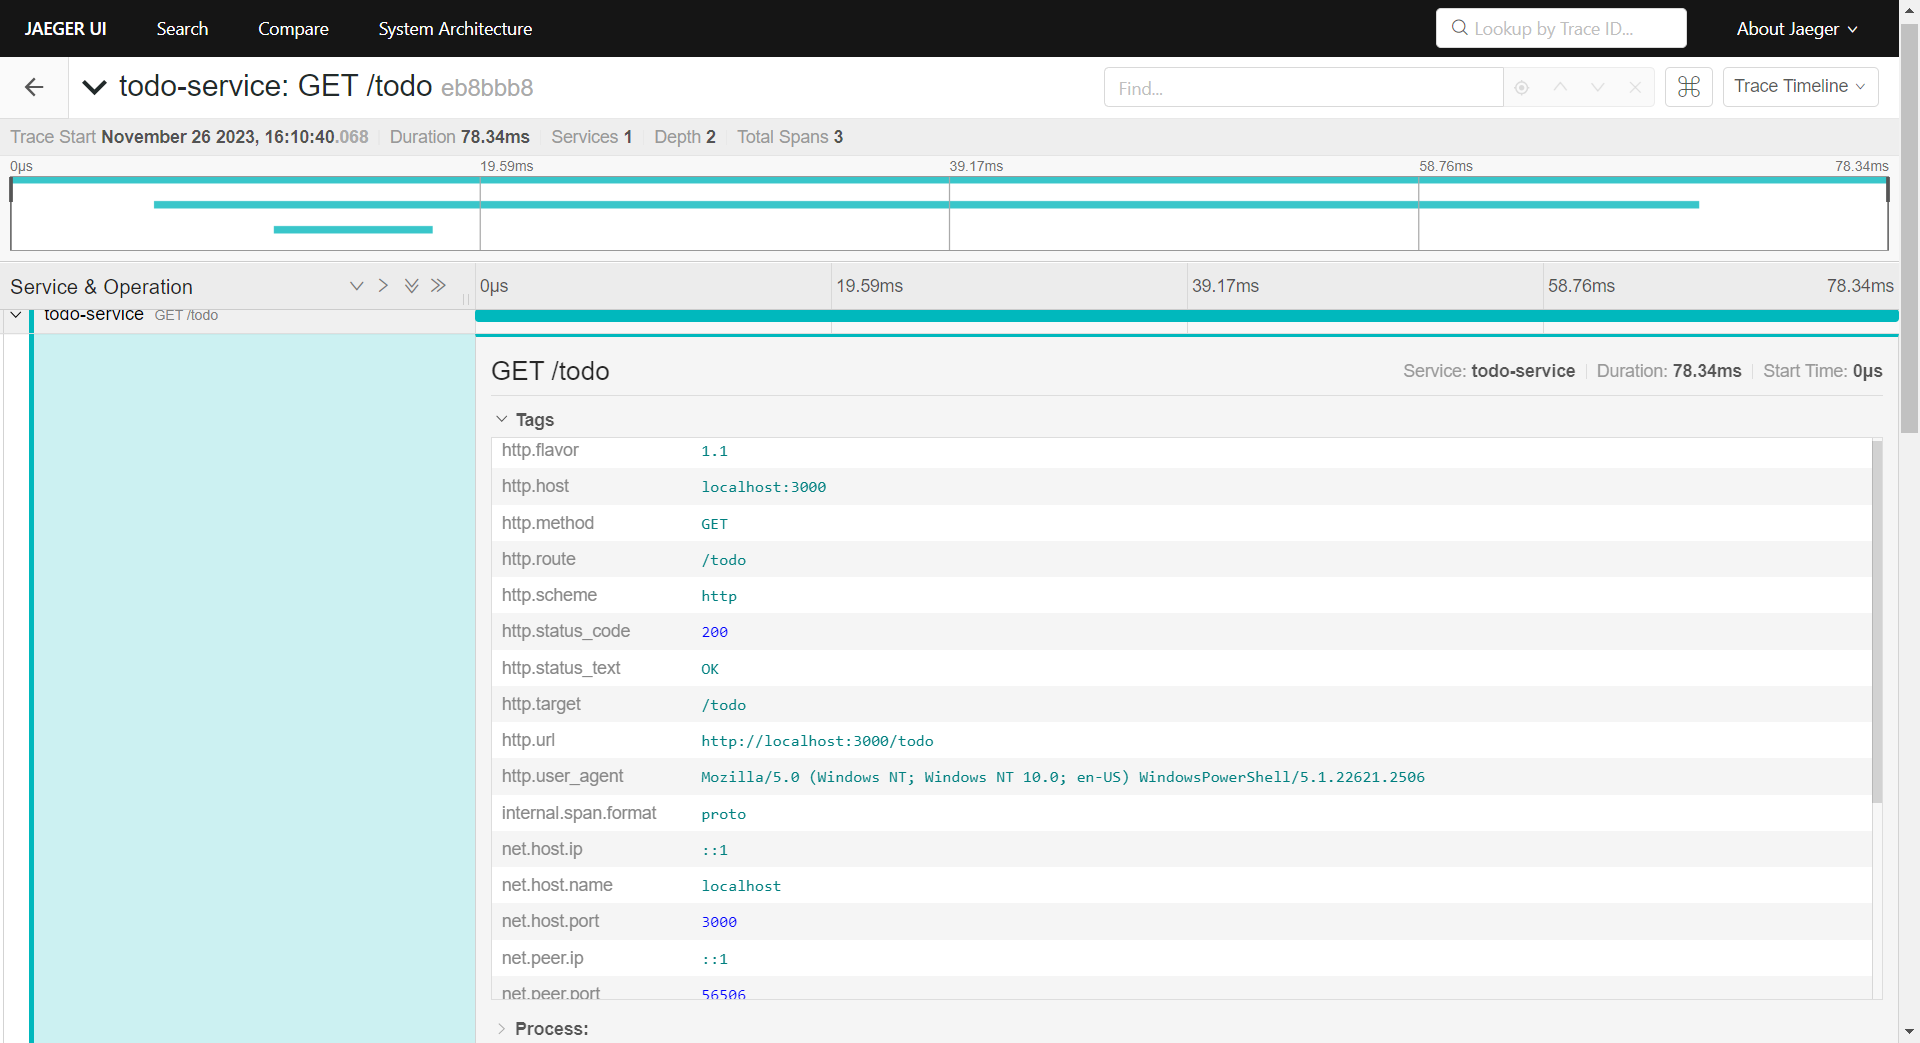 JAEGER UI Search Compare System Architecture Lookup by Trace ID... About Jaeger
todo-service: GET /todo eb8bbb8 Find... Trace Timeline
Trace Start November 26 2023, 16:10:40.068 Duration 78.34ms Services 1 Depth 2 Total Spans 3
0μs 19.59ms 39.17ms 58.76ms 78.34ms
Service & Operation 0μs 19.59ms 39.17ms 58.76ms 78.34ms
todo-service GET /todo
GET /todo Service: todo-service Duration: 78.34ms Start Time: 0μs
Tags
http.flavor 1.1
http.host localhost:3000
http.method GET
http.route /todo
http.scheme http
http.status_code 200
http.status_text OK
http.target /todo
http.url http://localhost:3000/todo
http.user_agent Mozilla/5.0 (Windows NT; Windows NT 10.0; en-US) WindowsPowerShell/5.1.22621.2506
internal.span.format proto
net.host.ip ::1
net.host.name localhost
net.host.port 3000
net.peer.ip ::1
net.peer.port 56506
Process: